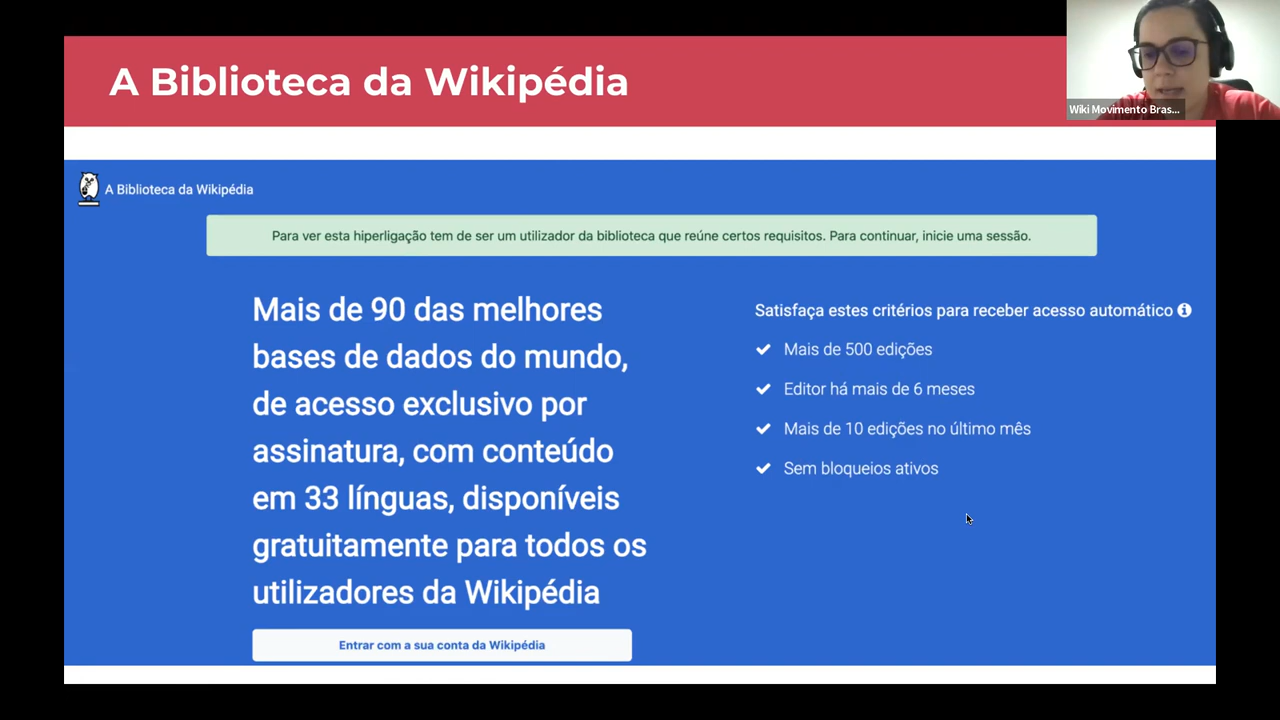 A Biblioteca da Wikipédia
Wiki Movimento Bras...
A Biblioteca da Wikipédia
Para ver esta hiperligação tem de ser um utilizador da biblioteca que reúne certos requisitos. Para continuar, inicie uma sessão.
Mais de 90 das melhores
bases de dados do mundo,
de acesso exclusivo por
assinatura, com conteúdo
em 33 línguas, disponíveis
gratuitamente para todos os
utilizadores da Wikipédia
Entrar com a sua conta da Wikipédia
Satisfaça estes critérios para receber acesso automático
Mais de 500 edições
Editor há mais de 6 meses
Mais de 10 edições no último mês
Sem bloqueios ativos